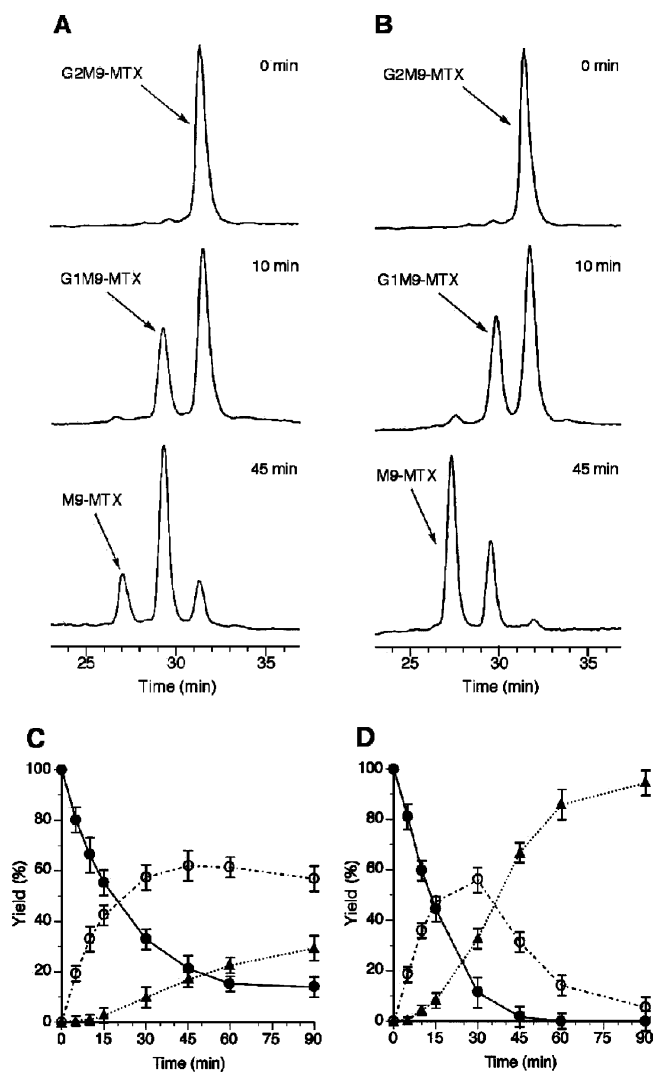 A
G2M9-MTX
0 min
G1M9-MTX
10 min
M9-MTX
45 min
25 30 35
Time (min)
B
G2M9-MTX
0 min
G1M9-MTX
10 min
M9-MTX
45 min
25 30 35
Time (min)
C
Yield (%)
100
80
60
40
20
0
0 15 30 45 60 75 90
Time (min)
D
Yield (%)
100
80
60
40
20
0
0 15 30 45 60 75 90
Time (min)